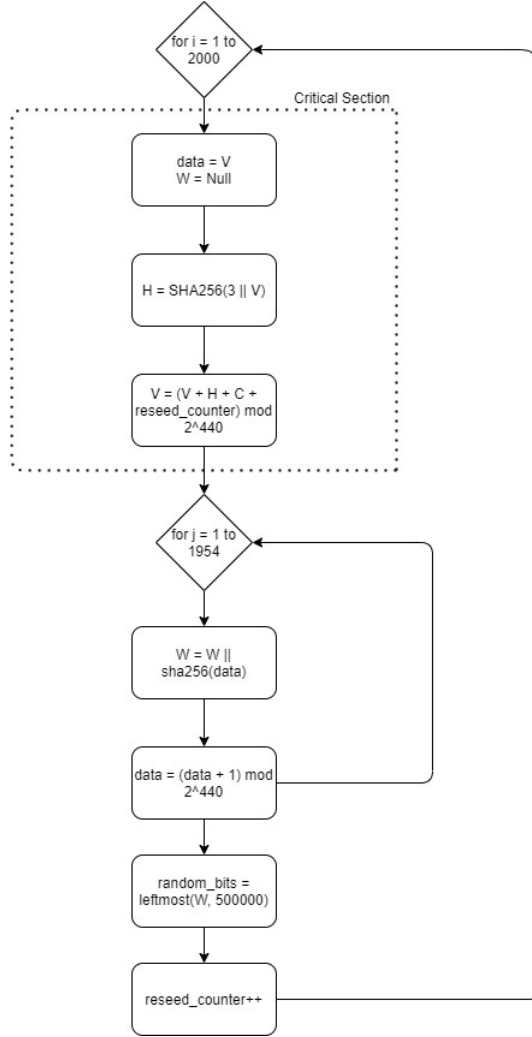 for i = 1 to
2000
Critical Section
data = V
W = Null
H = SHA256(3 || V)
V = (V + H + C +
reseed_counter) mod
2^440
for j = 1 to
1954
W = W ||
sha256(data)
data = (data + 1) mod
2^440
random_bits =
leftmost(W, 500000)
reseed_counter++